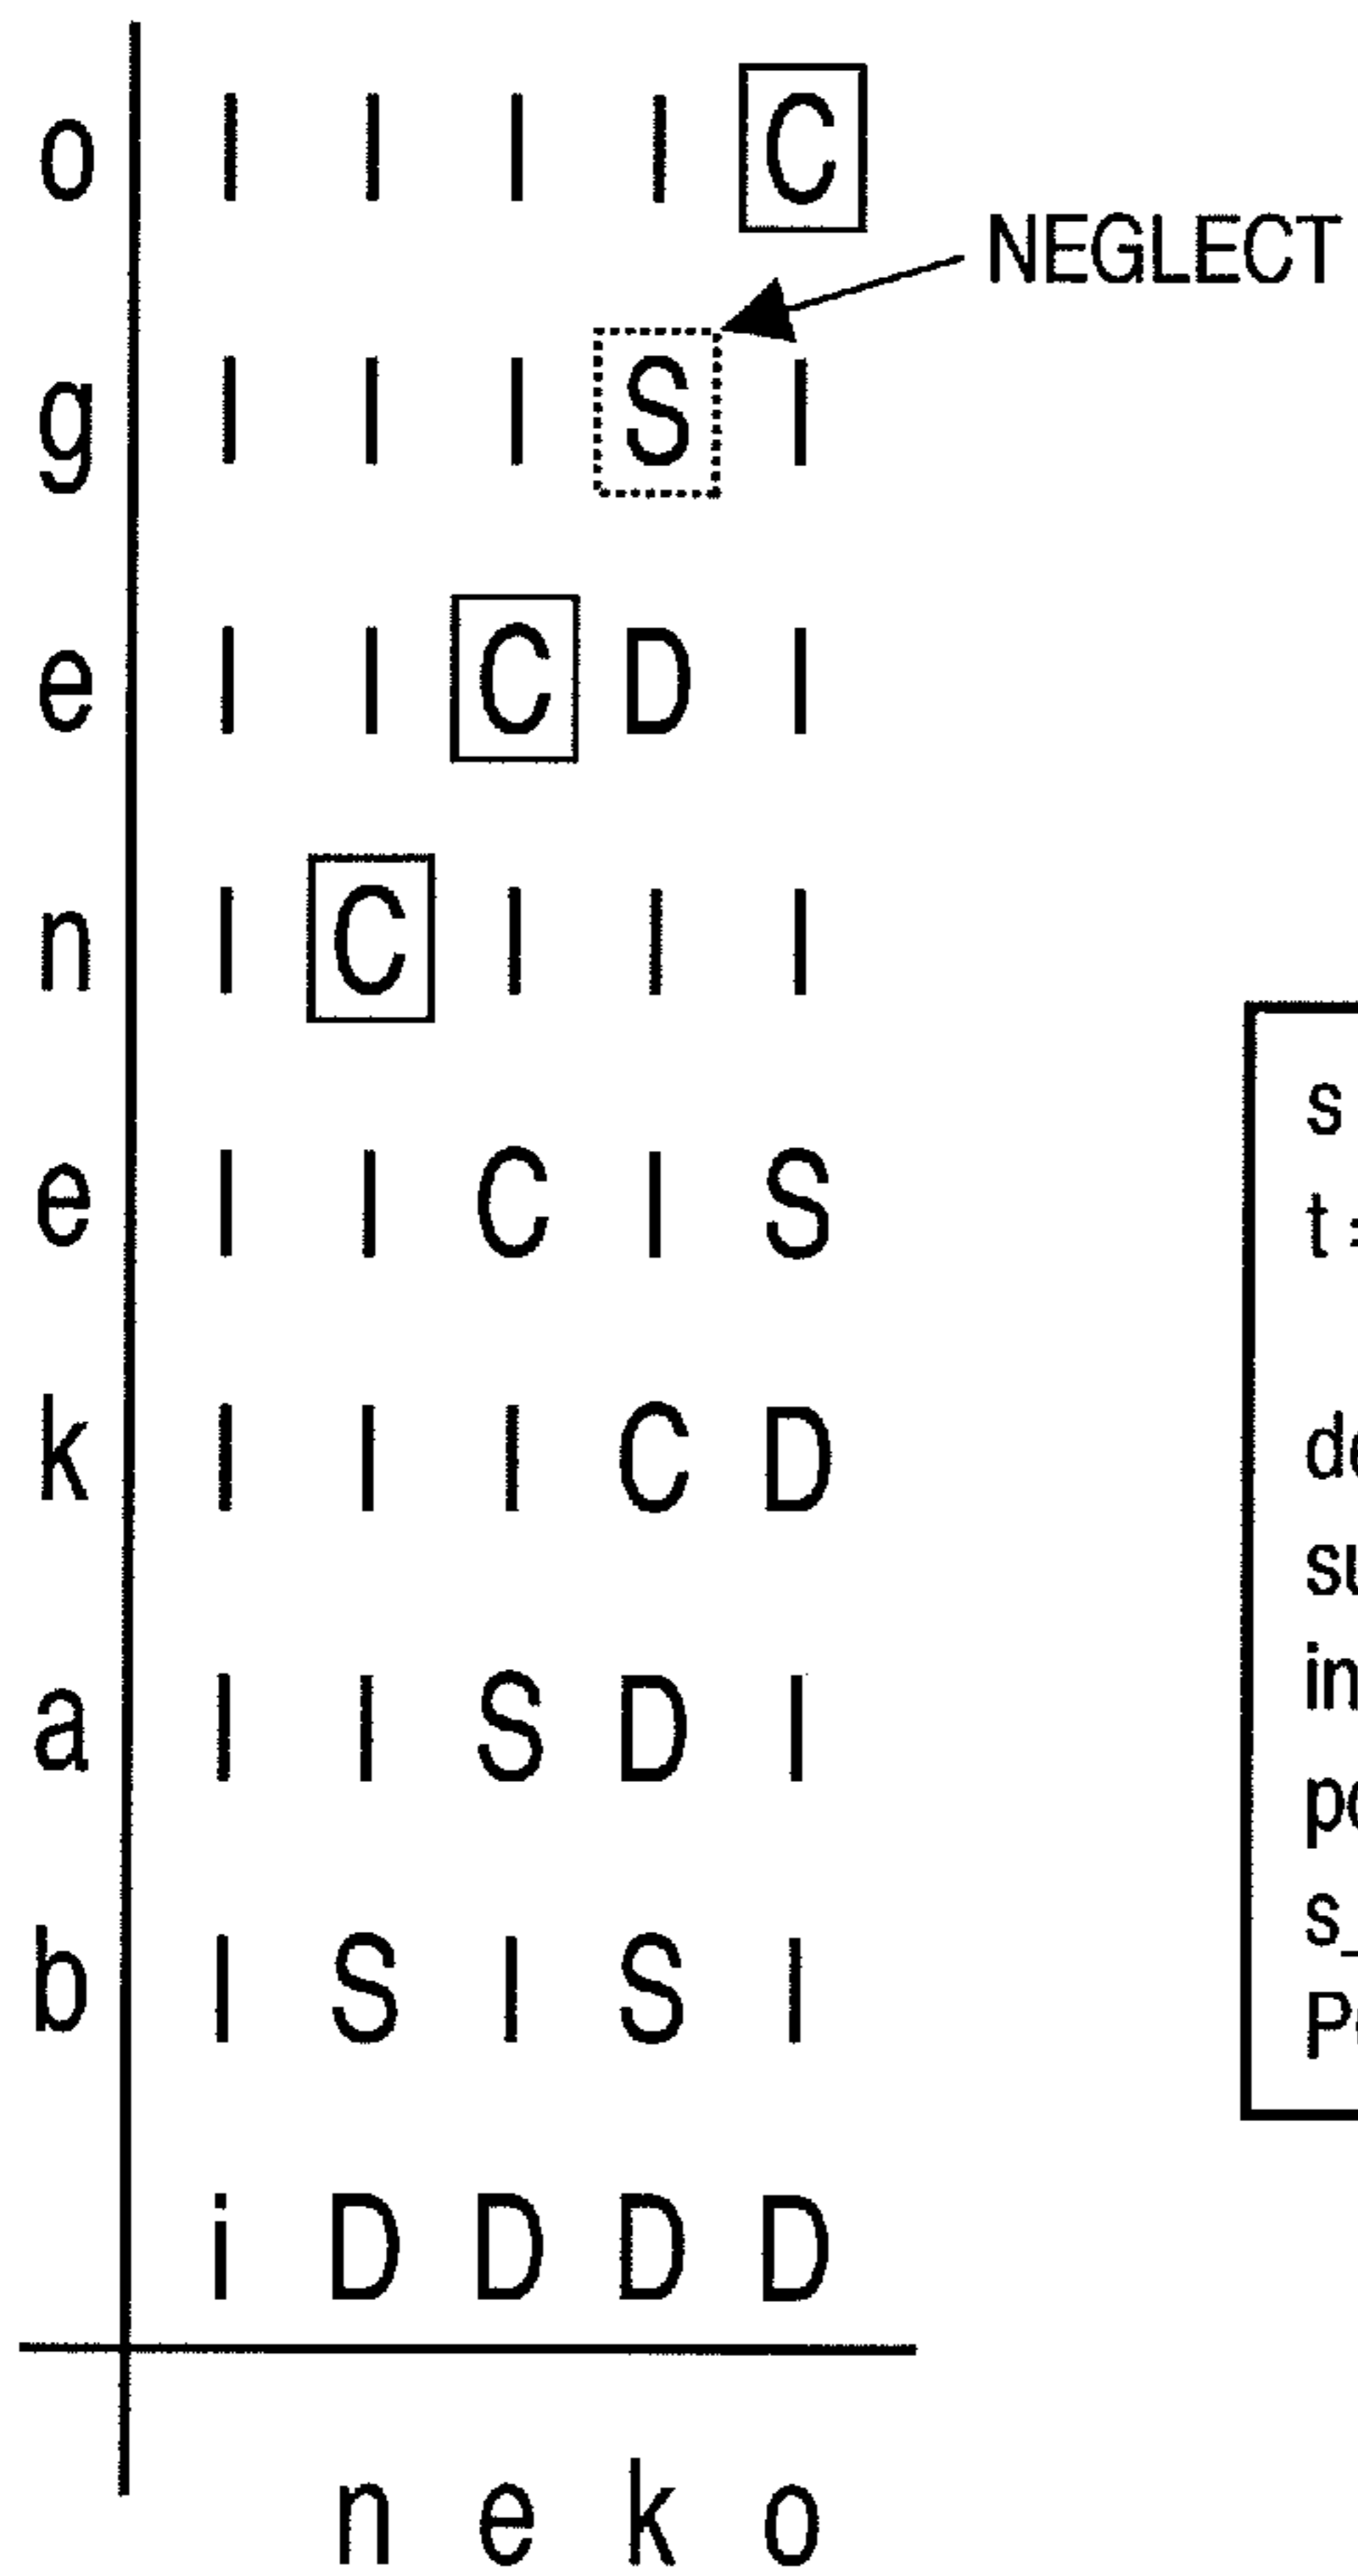 o I I I I C
NEGLECT
g I I I S I
e I I C D I
n I C I I I
e I I C I S
k I I I C D
a I I S D I
b I S I S I
i D D D D
n e k o
s
t